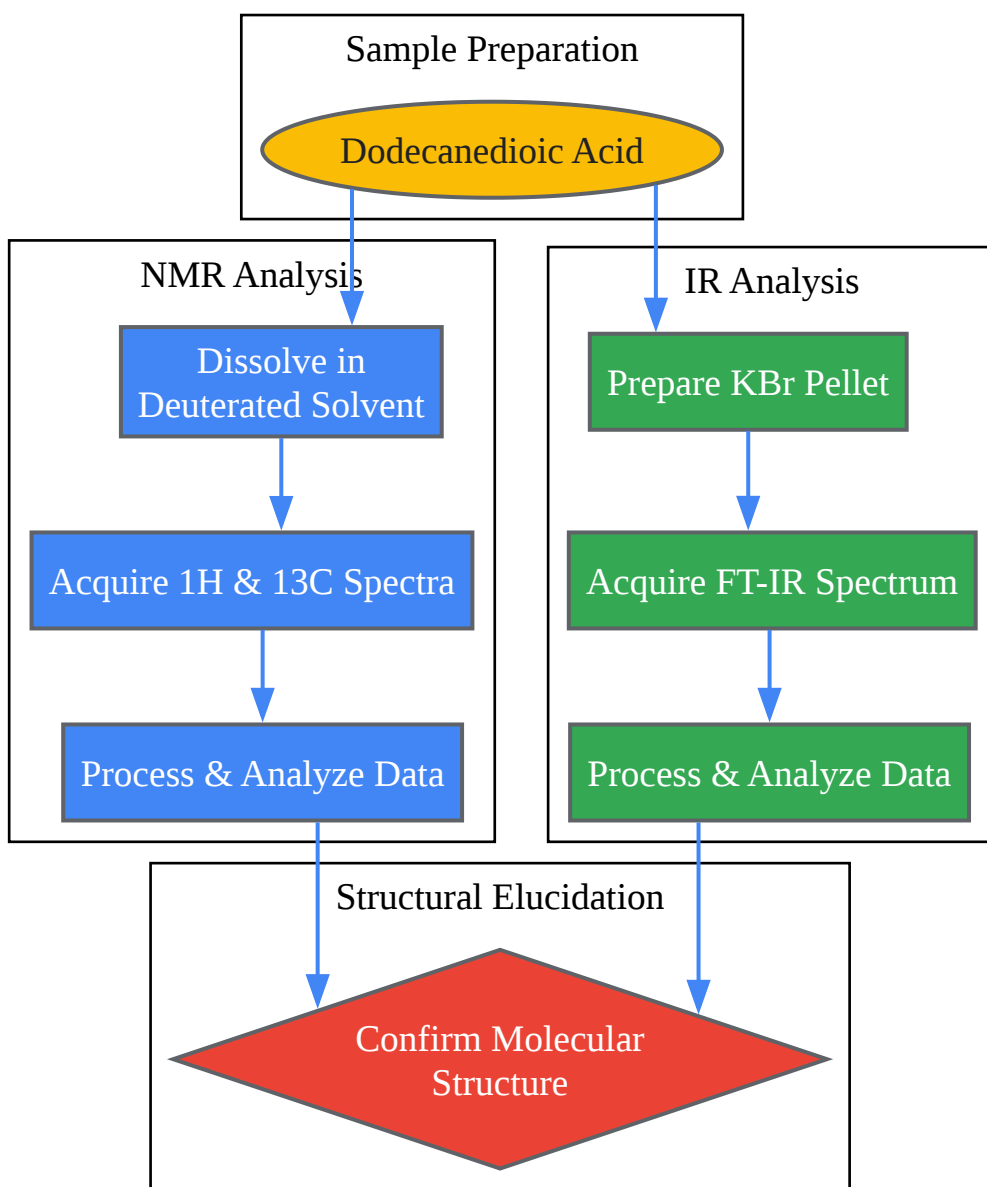 Sample Preparation
Dodecanedioic Acid
NMR Analysis
Dissolve in
Deuterated Solvent
Acquire 1H & 13C Spectra
Process & Analyze Data
IR Analysis
Prepare KBr Pellet
Acquire FT-IR Spectrum
Process & Analyze Data
Structural Elucidation
Confirm Molecular
Structure